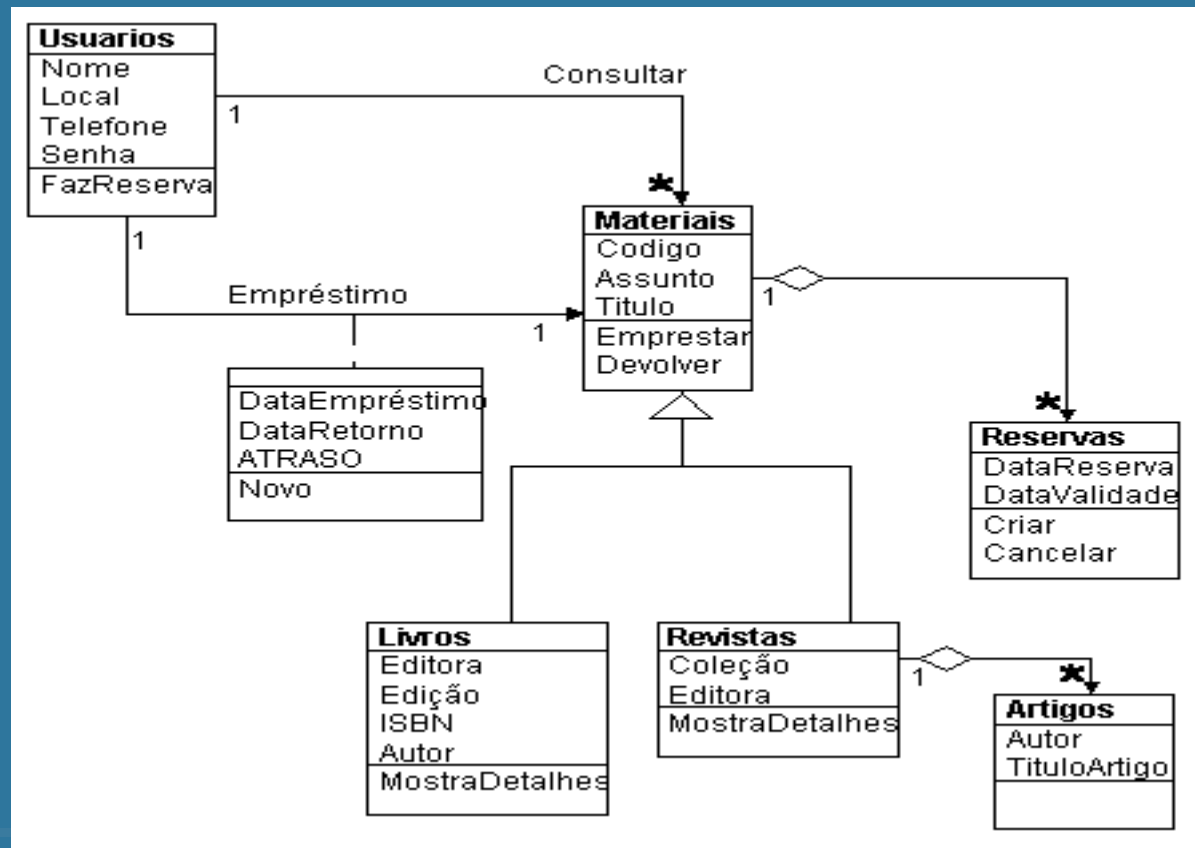 Usuarios
Nome
Local
Telefone
Senha
FazReserva
1
Consultar
*
1
Empréstimo
1
Materiais
Codigo
Assunto
Titulo
Emprestar
Devolver
1
*
DataEmpréstimo
DataRetorno
ATRASO
Novo
Reservas
DataReserva
DataValidade
Criar
Cancelar
Livros
Editora
Edição
ISBN
Autor
MostraDetalhes
Revistas
Coleção
Editora
MostraDetalhes
1
*
Artigos
Autor
TituloArtigo